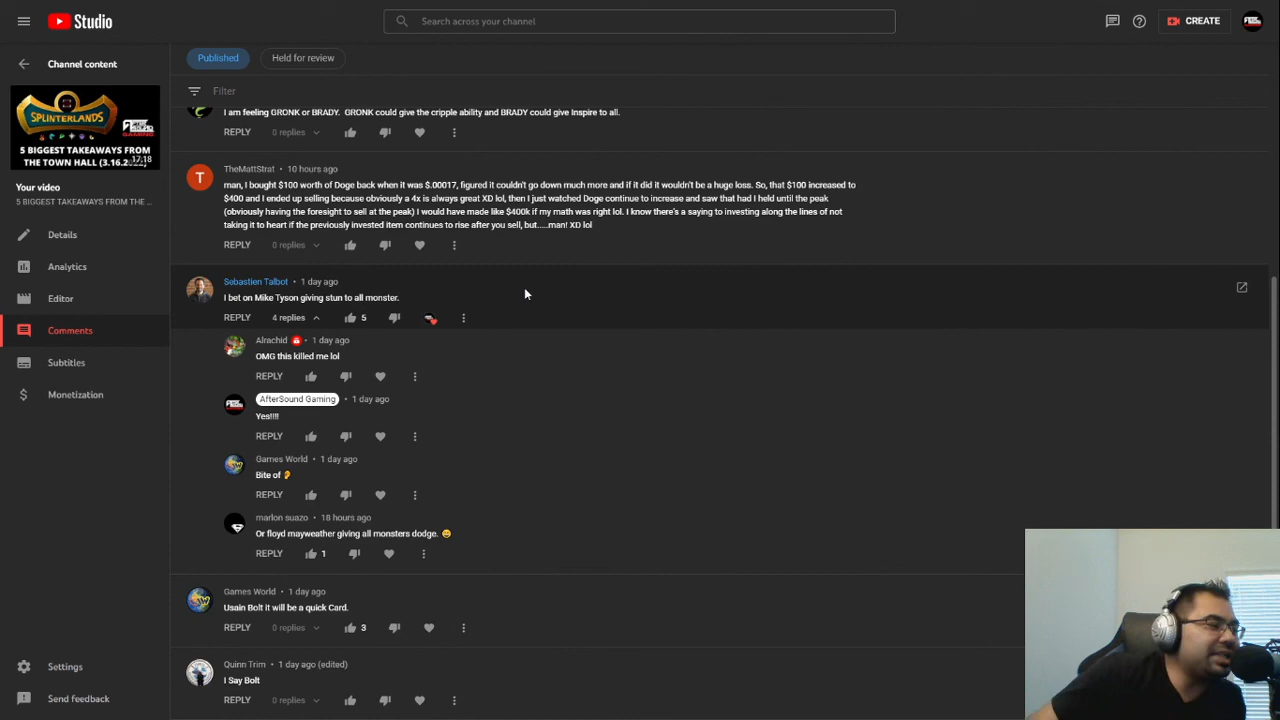 Studio
Search across your channel
CREATE
Channel content
SPLINTERLANDS
5 BIGGEST TAKEAWAYS FROM
THE TOWN HALL (3.16.2022)
17:18
Your video
5 BIGGEST TAKEAWAYS FROM THE ...
Details
Analytics
Editor
Comments
Subtitles
Monetization
Settings
Send feedback
Published
Held for review
Filter
I am feeling GRONK or BRADY. GRONK could give the cripple ability and BRADY could give Inspire to all.
REPLY 0 replies
T
TheMattStrat • 10 hours ago
man, I bought $100 worth of Doge back when it was $.00017, figured it couldn't go down much more and if it did it wouldn't be a huge loss. So, that $100 increased to
$400 and I ended up selling because obviously a 4x is always great XD lol, then I just watched Doge continue to increase and saw that had I held until the peak
(obviously having the foresight to sell at the peak) I would have made like $400k if my math was right lol. I know there's a saying to investing along the lines of not
taking it to heart if the previously invested item continues to rise after you sell, but.....man! XD lol
REPLY 0 replies
Sebastien Talbot • 1 day ago
I bet on Mike Tyson giving stun to all monster.
REPLY 4 replies 5
Alrachid • 1 day ago
OMG this killed me lol
REPLY
AfterSound Gaming • 1 day ago
Yes!!!!
REPLY
Games World • 1 day ago
Bite of 👂
REPLY
marlon suazo • 18 hours ago
Or floyd mayweather giving all monsters dodge. 😄
REPLY 1
Games World • 1 day ago
Usain Bolt it will be a quick Card.
REPLY 0 replies 3
Quinn Trim • 1 day ago (edited)
I Say Bolt
REPLY 0 replies